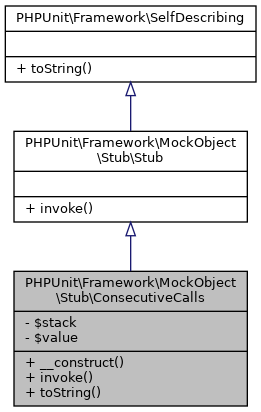 PHPUnit\Framework\SelfDescribing
+ toString()
PHPUnit\Framework\MockObject
\Stub\Stub
+ invoke()
PHPUnit\Framework\MockObject
\Stub\ConsecutiveCalls
- $stack
- $value
+ __construct()
+ invoke()
+ toString()